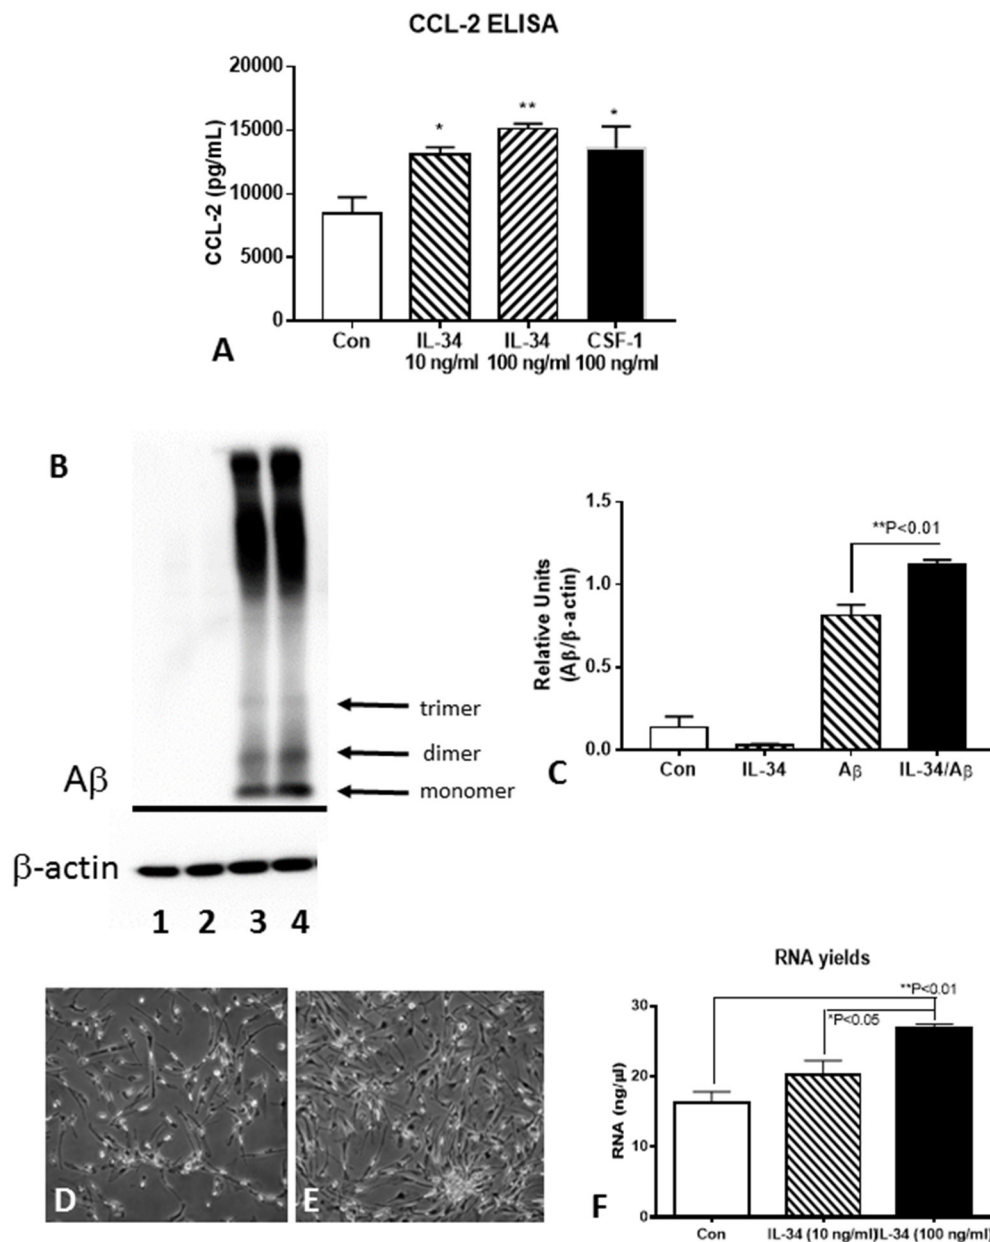 CCL-2 ELISA
20000
15000
10000
5000
0
CCL-2 (pg/mL)
*
**
*
Con
IL-34
10 ng/ml
IL-34
100 ng/ml
CSF-1
100 ng/ml
A
B
trimer
dimer
monomer
Aβ
β-actin
1 2 3 4
1.5
1.0
0.5
0.0
Relative Units
(Aβ/β-actin)
**P<0.01
Con IL-34 Aβ IL-34/Aβ
C
D
E
RNA yields
30
20
10
0
RNA (ng/µl)
**P<0.01
*P<0.05
Con IL-34 (10 ng/ml) IL-34 (100 ng/ml)
F